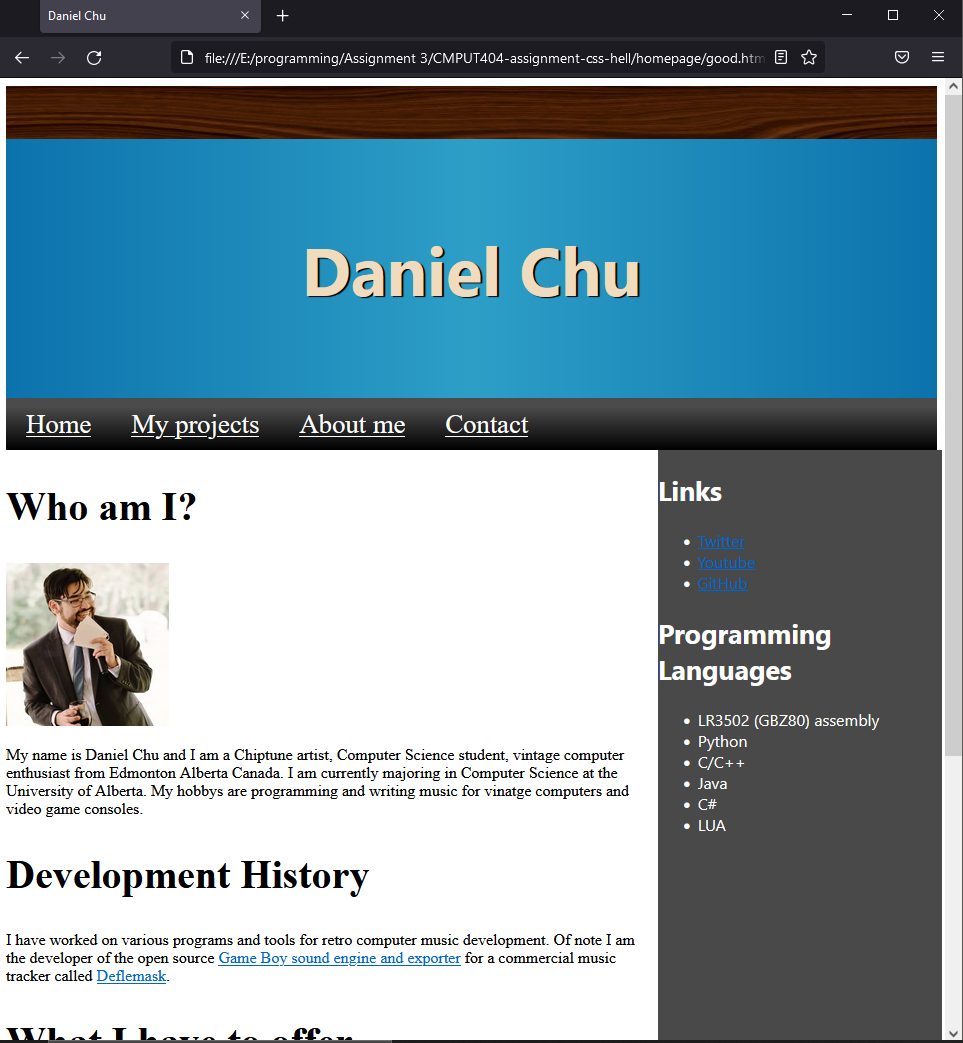 Daniel Chu
file:///E:/programming/Assignment 3/CMPUT404-assignment-css-hell/homepage/good.htm
Daniel Chu
Home My projects About me Contact
Who am I?
My name is Daniel Chu and I am a Chiptune artist, Computer Science student, vintage computer
enthusiast from Edmonton Alberta Canada. I am currently majoring in Computer Science at the
University of Alberta. My hobbys are programming and writing music for vinatge computers and
video game consoles.
Development History
I have worked on various programs and tools for retro computer music development. Of note I am
the developer of the open source Game Boy sound engine and exporter for a commercial music
tracker called Deflemask.
What I have to offer
Links
Twitter
Youtube
GitHub
Programming
Languages
LR3502 (GBZ80) assembly
Python
C/C++
Java
C#
LUA